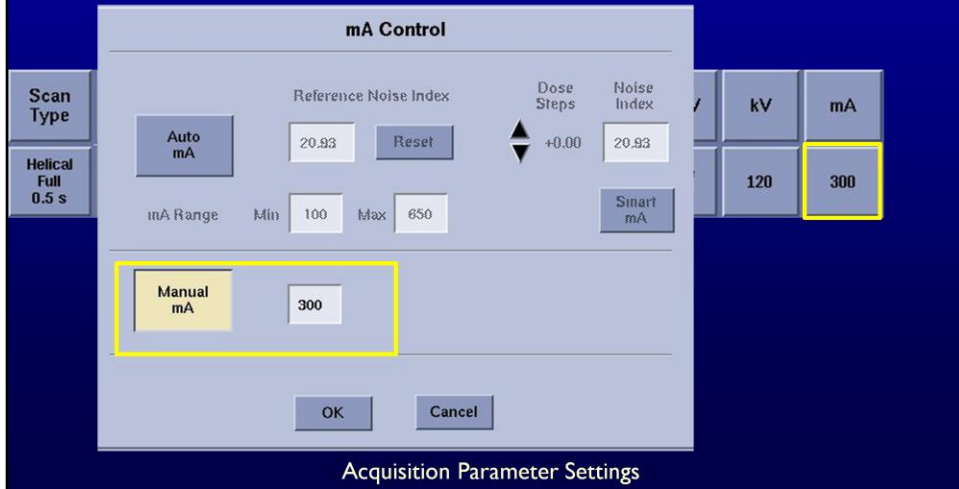 mA Control
Scan
Type
Helical
Full
0.5 s
Auto
mA
Reference Noise Index
20.93
Reset
Dose
Steps
+0.00
Noise
Index
20.93
mA Range
Min
100
Max
650
Smart
mA
Manual
mA
300
OK
Cancel
kV
mA
120
300
Acquisition Parameter Settings